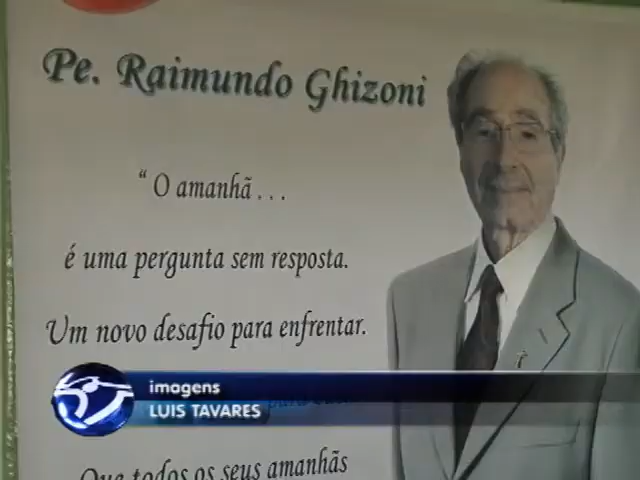 Pe. Raimundo Ghizoni
“O amanhã...
é uma pergunta sem resposta.
Um novo desafio para enfrentar.
imagens
LUIS TAVARES
Que todos os seus amanhãs